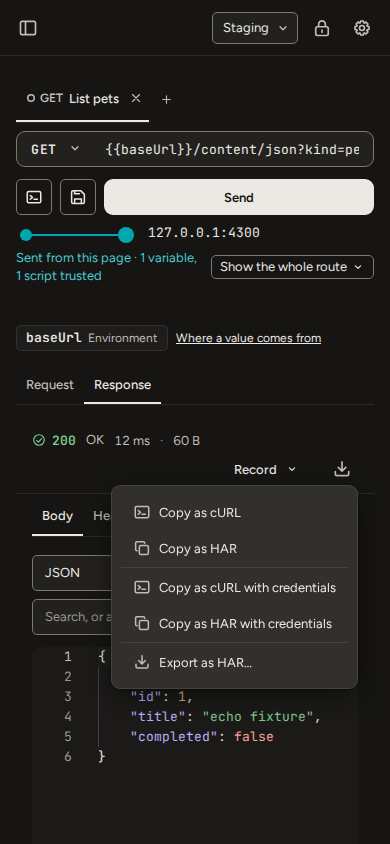 Staging
GET List pets
GET {{baseUrl}}/content/json?kind=pe
Send
127.0.0.1:4300
Sent from this page · 1 variable,
1 script trusted
Show the whole route
baseUrl Environment Where a value comes from
Request Response
200 OK 12 ms · 60 B
Record
Body He
Copy as cURL
Copy as HAR
Copy as cURL with credentials
Copy as HAR with credentials
Export as HAR...
JSON
Search, or a
1 {
2
3 "id": 1,
4 "title": "echo fixture",
5 "completed": false
6 }